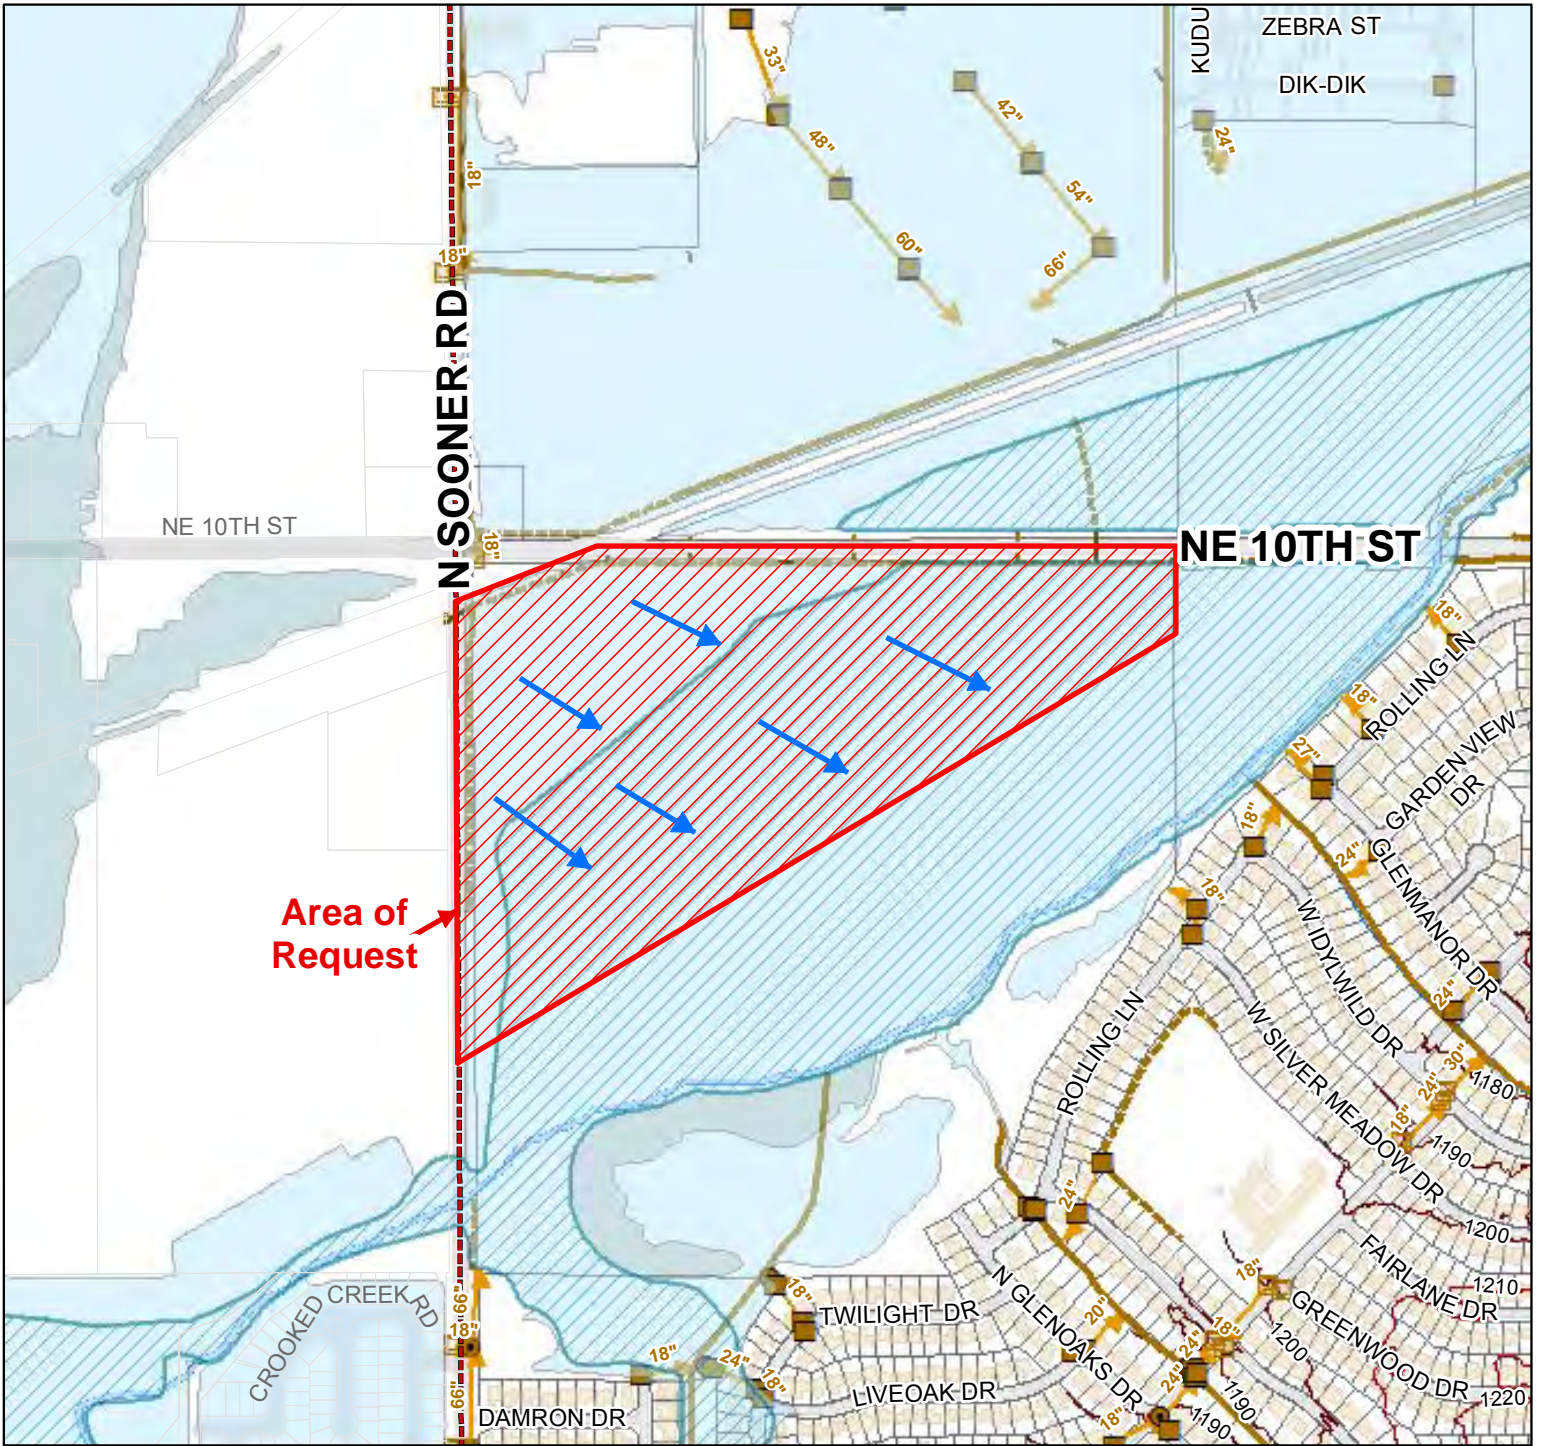 KUDU
ZEBRA ST
DIK-DIK
33"
48"
60"
42"
54"
66"
24"
18"
18"
N SOONER RD
NE 10TH ST
18"
NE 10TH ST
Area of
Request
18"
ROLLING LN
18"
27"
GARDEN VIEW
DR
18"
24"
GLENMANOR DR
18"
W IDYLWILD DR
24"
ROLLING LN
W SILVER MEADOW DR
30"
24"
18"
1180
1190
24"
1200
FAIRLANE DR
1210
18"
GREENWOOD DR
1200
1220
CROOKED CREEK RD
66"
18"
66"
18"
TWILIGHT DR
N GLENOAKS DR
20"
18"
24"
24"
1190
1190
18"
18"
24"
18"
LIVEOAK DR
DAMRON DR